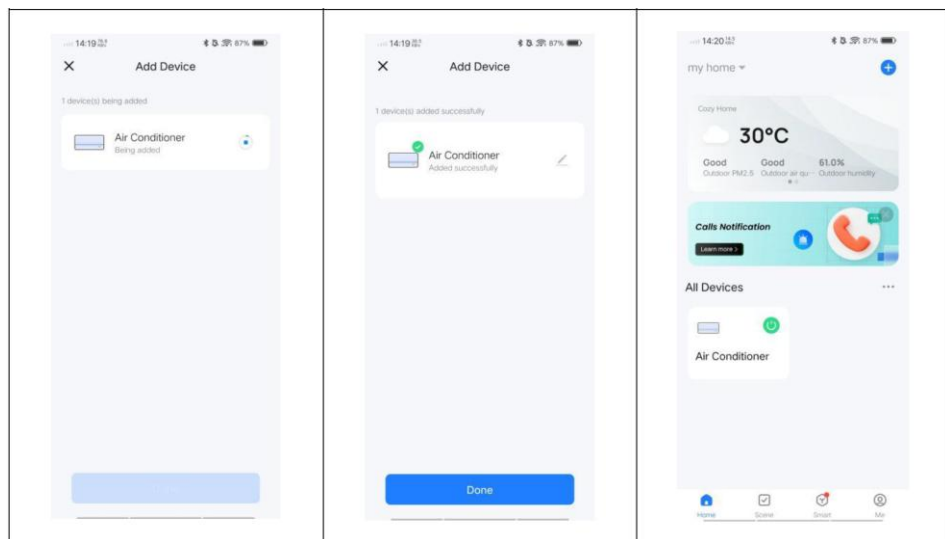 14:19
87%
Add Device
1 device(s) being added
Air Conditioner
Being added
14:19
87%
Add Device
1 device(s) added successfully
Air Conditioner
Added successfully
Done
14:20
87%
my home
Cozy Home
30°C
Good Good 61.0%
Outdoor PM2.5 Outdoor air qu··· Outdoor humidity
Calls Notification
Learn more >
All Devices
Air Conditioner
Home Scene Smart Me